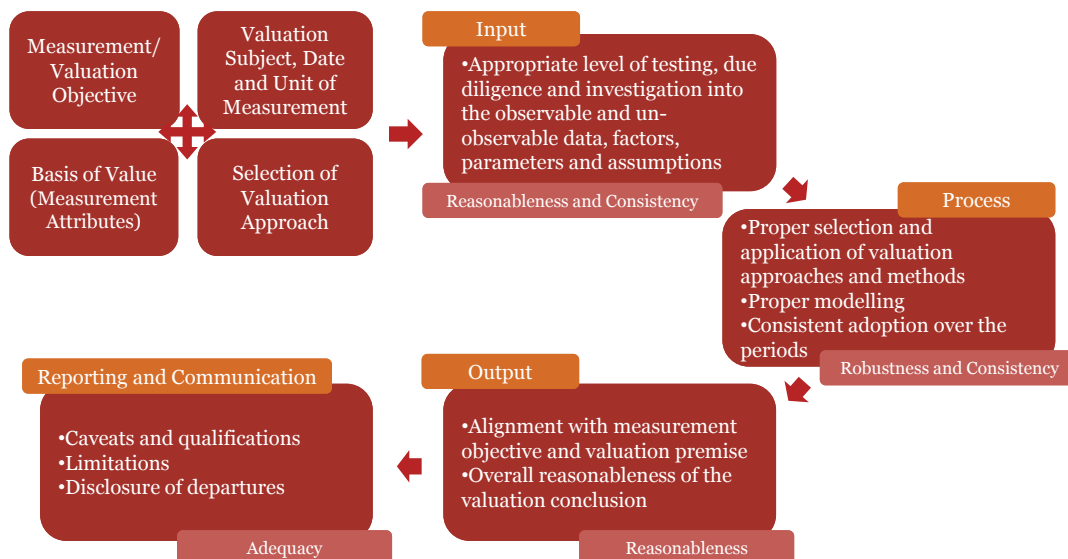 Measurement/
Valuation
Objective
Valuation
Subject, Date
and Unit of
Measurement
Basis of Value
(Measurement
Attributes)
Selection of
Valuation
Approach
Input
•Appropriate level of testing, due
diligence and investigation into
the observable and un-
observable data, factors,
parameters and assumptions
Reasonableness and Consistency
Process
•Proper selection and
application of valuation
approaches and methods
•Proper modelling
•Consistent adoption over the
periods
Robustness and Consistency
Output
•Alignment with measurement
objective and valuation premise
•Overall reasonableness of the
valuation conclusion
Reasonableness
Reporting and Communication
•Caveats and qualifications
•Limitations
•Disclosure of departures
Adequacy